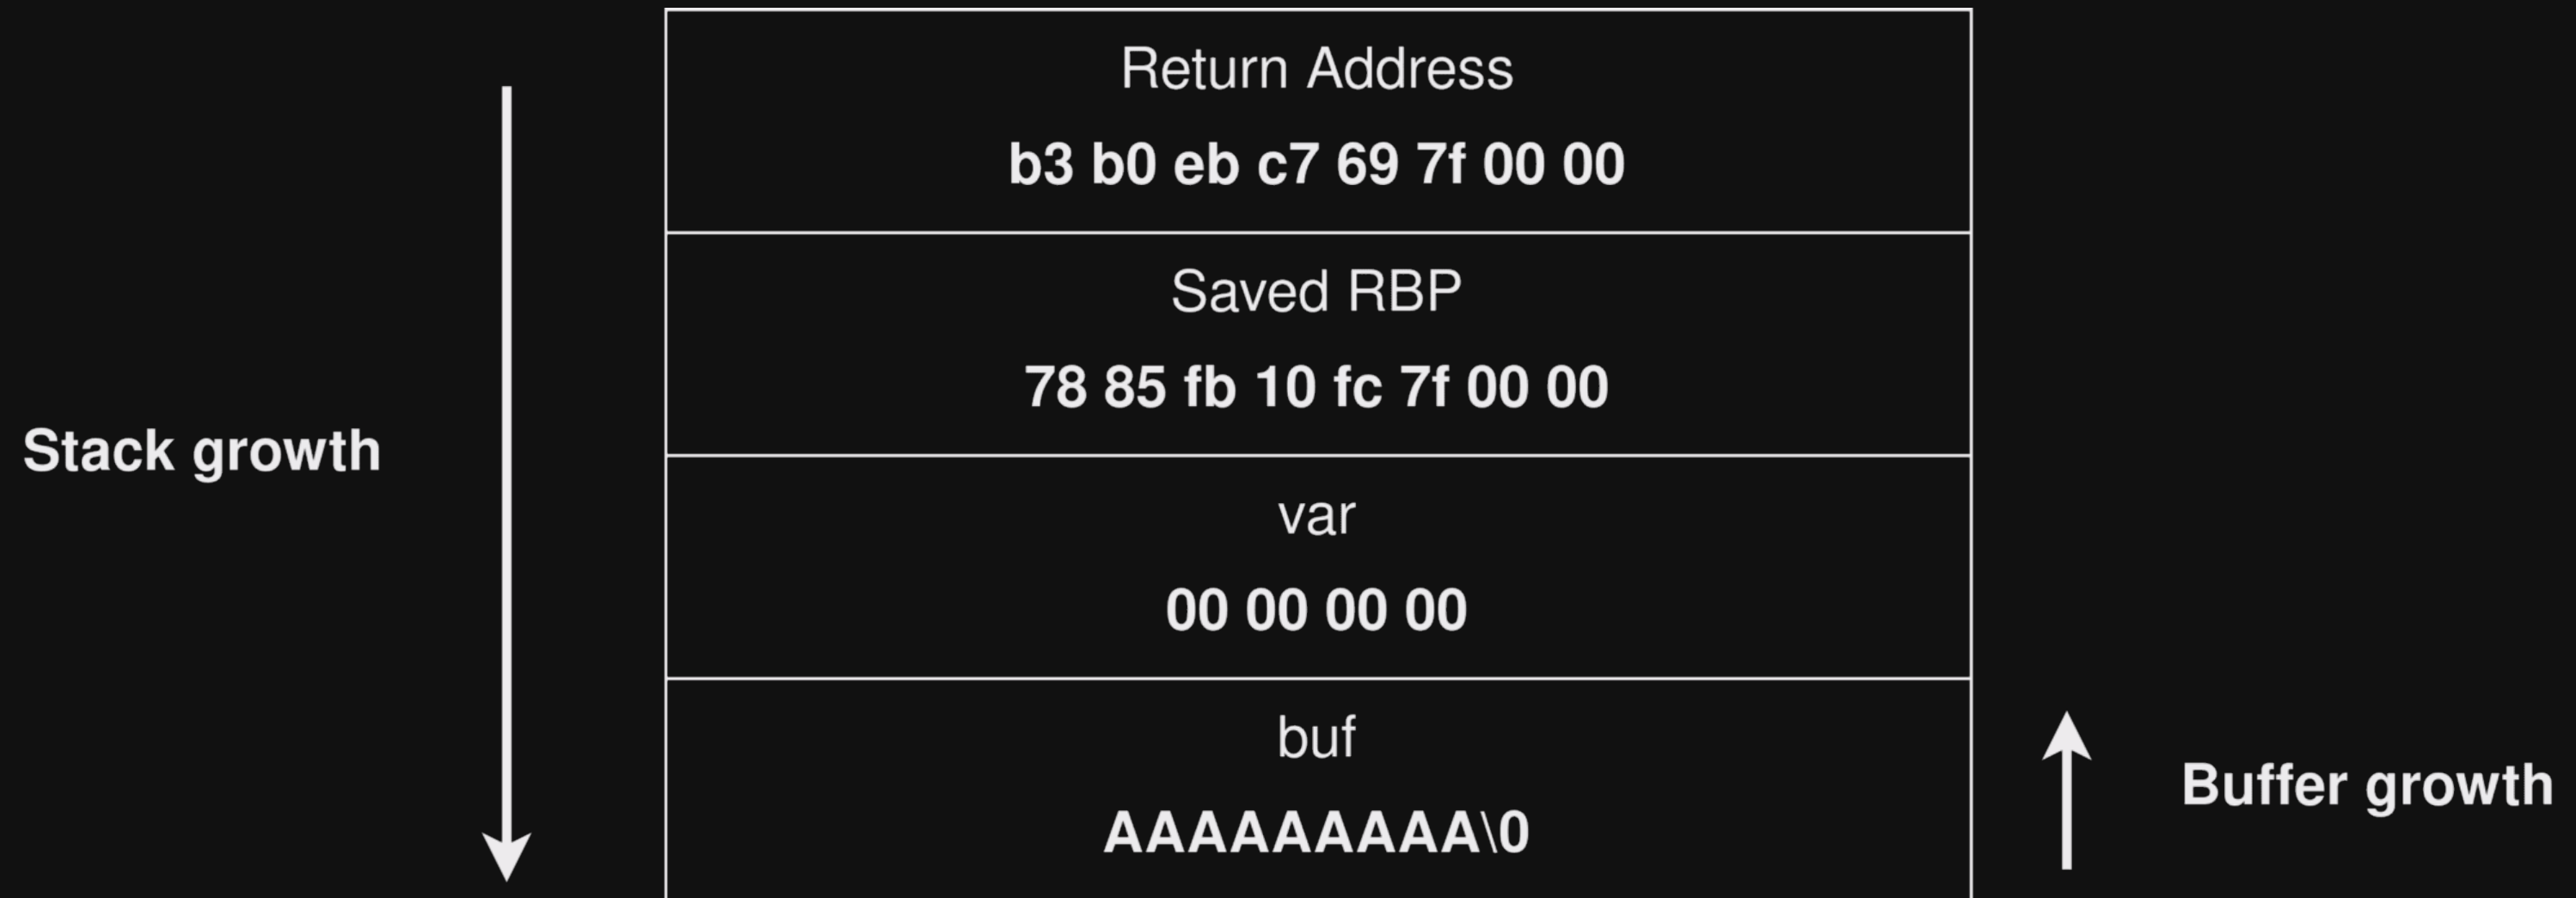 Return Address
b3 b0 eb c7 69 7f 00 00
Saved RBP
78 85 fb 10 fc 7f 00 00
Stack growth
var
00 00 00 00
buf
Buffer growth
AAAAAAAAA\0